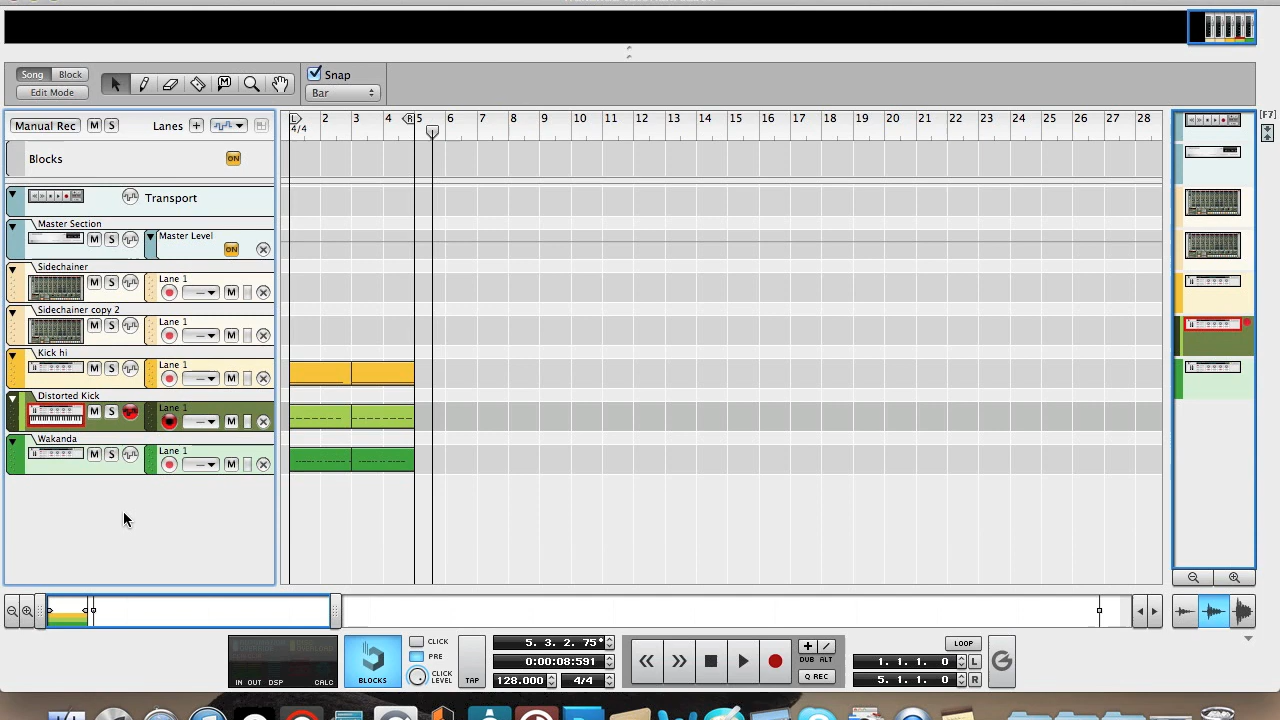 Song Block
Edit Mode
M
Snap
Bar
[F7]
Manual Rec M S Lanes +
L 2 3 4 R 5 6 7 8 9 10 11 12 13 14 15 16 17 18 19 20 21 22 23 24 25 26 27 28
4/4
Blocks ON
Transport
Master Section
M S Master Level
ON
Sidechainer
M S Lane 1
M
Sidechainer copy 2
M S Lane 1
M
Kick hi
M S Lane 1
M
Distorted Kick
M S Lane 1
M
Wakanda
M S Lane 1
M
IN OUT DSP CALC
BLOCKS
CLICK
PRE
CLICK
LEVEL
TAP
5. 3. 2. 75*
0:00:08:591
128.000 4/4
DUB ALT
Q REC
LOOP
1. 1. 1. 0 L
5. 1. 1. 0 R